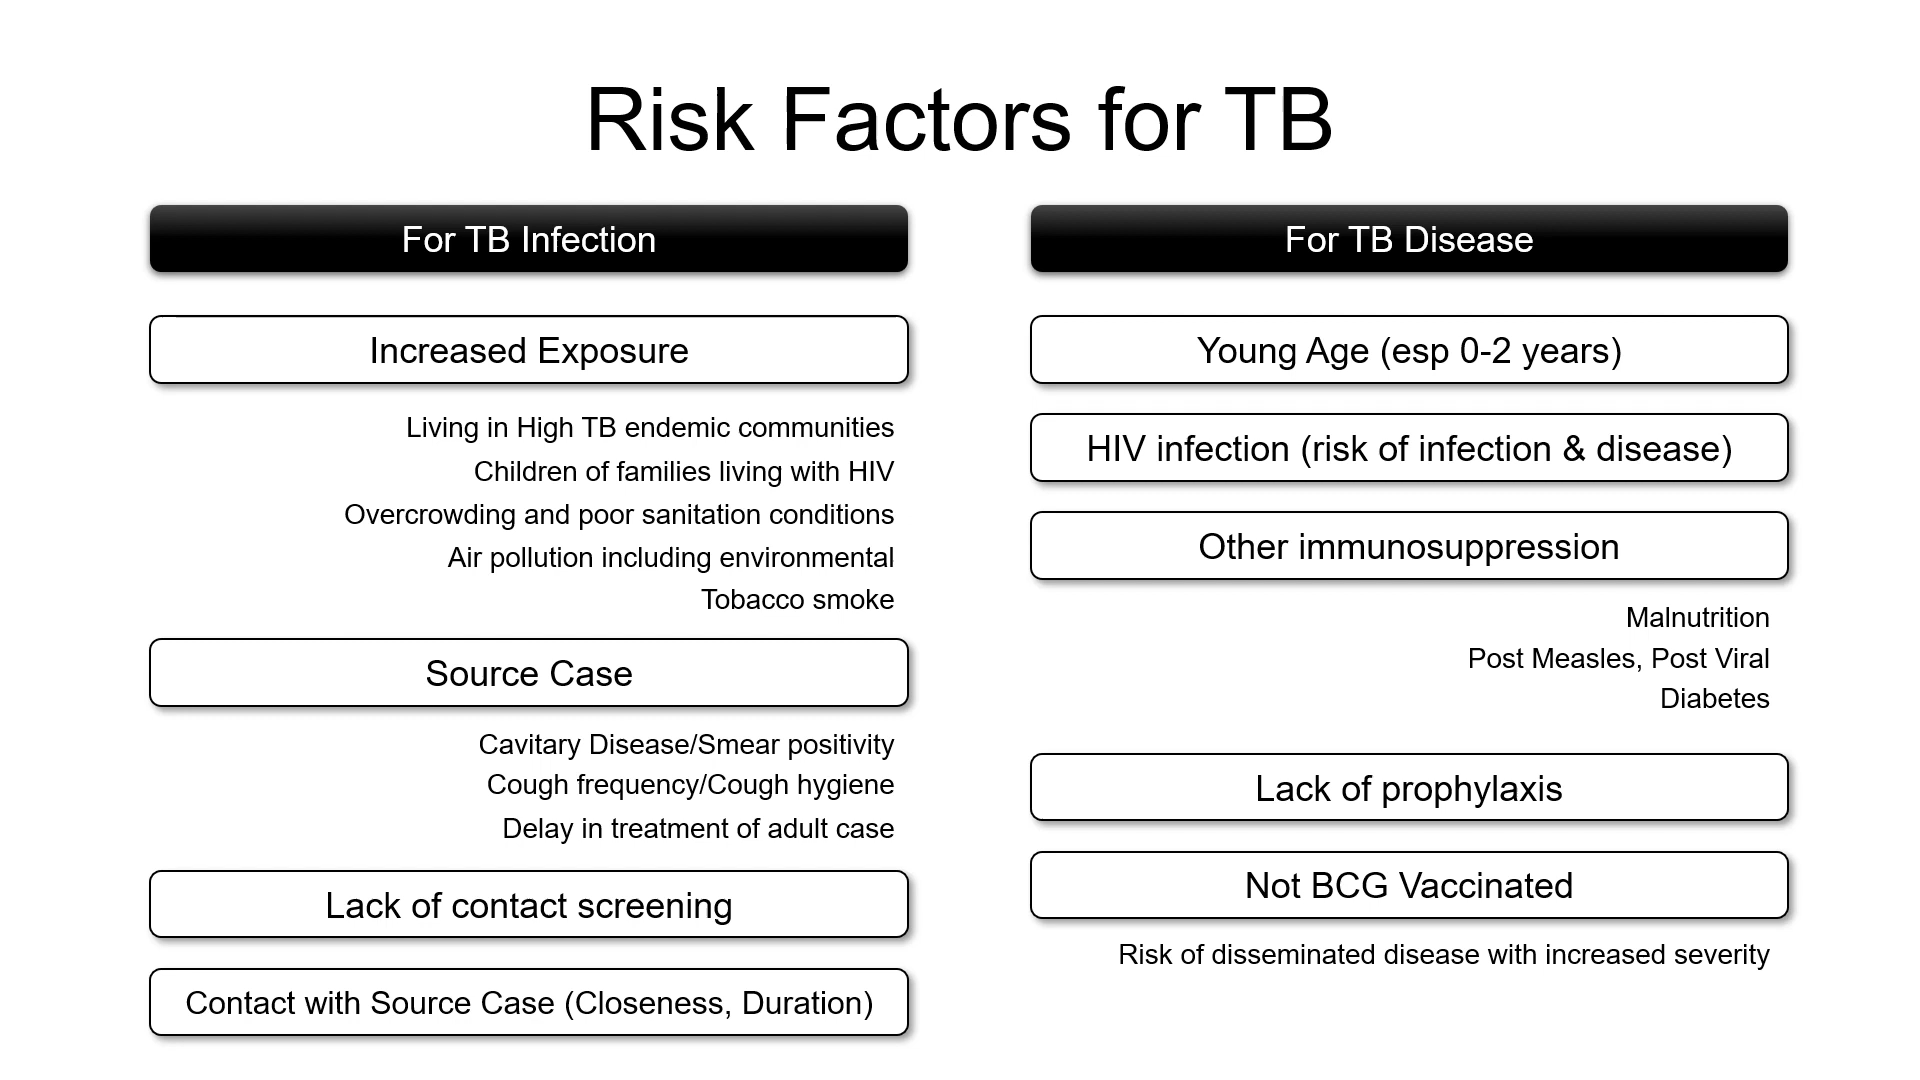 Risk Factors for TB
For TB Infection
Increased Exposure
Living in High TB endemic communities
Children of families living with HIV
Overcrowding and poor sanitation conditions
Air pollution including environmental
Tobacco smoke
Source Case
Cavitary Disease/Smear positivity
Cough frequency/Cough hygiene
Delay in treatment of adult case
Lack of contact screening
Contact with Source Case (Closeness, Duration)
For TB Disease
Young Age (esp 0-2 years)
HIV infection (risk of infection & disease)
Other immunosuppression
Malnutrition
Post Measles, Post Viral
Diabetes
Lack of prophylaxis
Not BCG Vaccinated
Risk of disseminated disease with increased severity